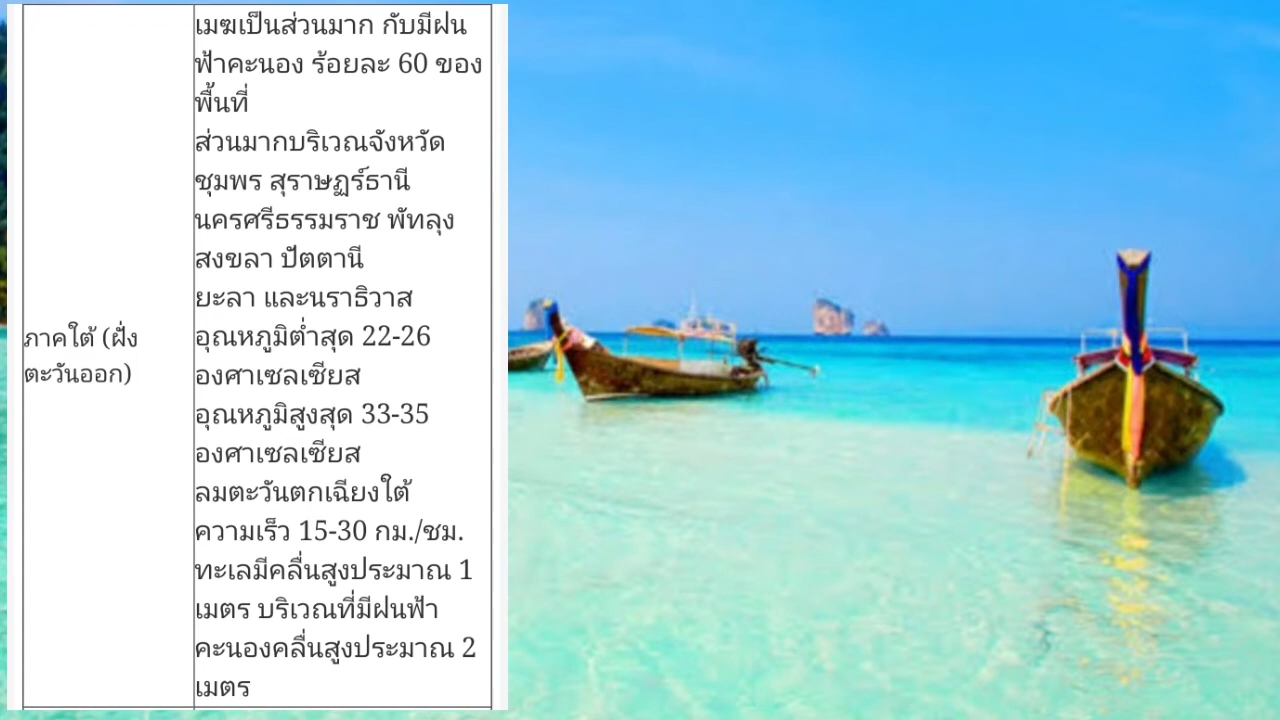 ภาคใต้ (ฝั่ง
ตะวันออก)
เมฆเป็นส่วนมาก กับมีฝน
ฟ้าคะนอง ร้อยละ 60 ของ
พื้นที่
ส่วนมากบริเวณจังหวัด
ชุมพร สุราษฏร์ธานี
นครศรีธรรมราช พัทลุง
สงขลา ปัตตานี
ยะลา และนราธิวาส
อุณหภูมิต่ำสุด 22-26
องศาเซลเซียส
อุณหภูมิสูงสุด 33-35
องศาเซลเซียส
ลมตะวันตกเฉียงใต้
ความเร็ว 15-30 กม./ชม.
ทะเลมีคลื่นสูงประมาณ 1
เมตร บริเวณที่มีฝนฟ้า
คะนองคลื่นสูงประมาณ 2
เมตร